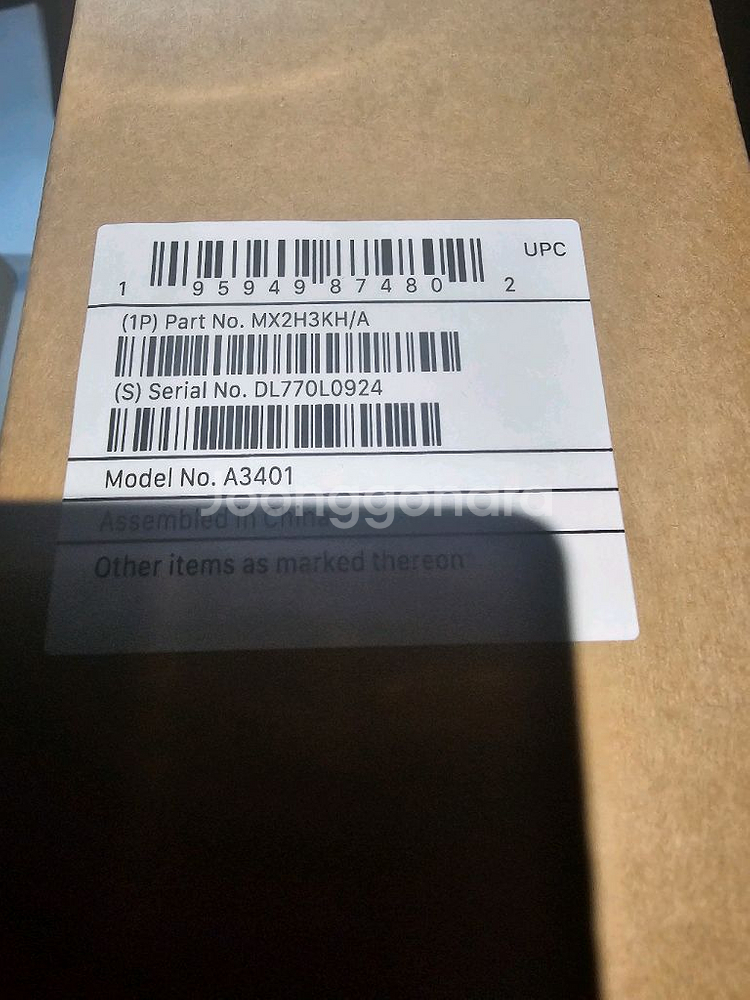 UPC
1 95949 87480 2
(1P) Part No. MX2H3KH/A
(S) Serial No. DL770L0924
Model No. A3401
Joonggonara
Assembled in China
Other items as marked thereon